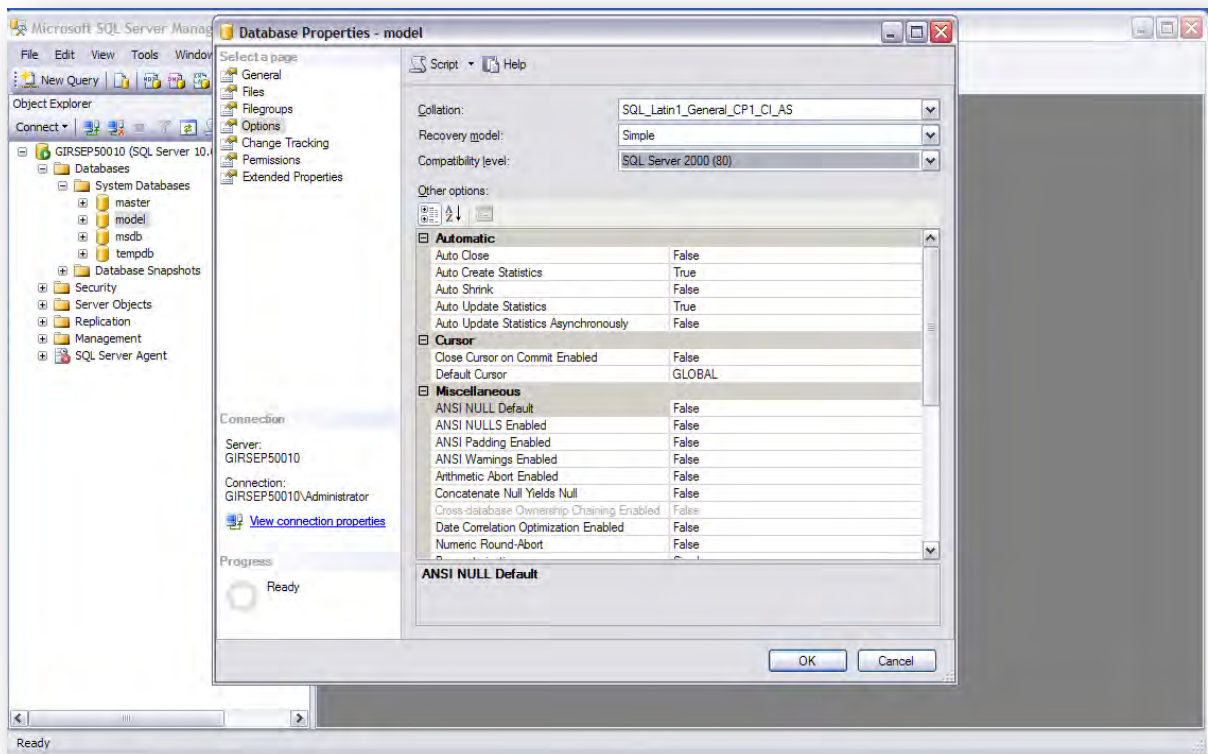 Microsoft SQL Server Manag
File Edit View Tools Window
New Query
Object Explorer
Connect
GIRSEP50010 (SQL Server 10.
Databases
System Databases
master
model
msdb
tempdb
Database Snapshots
Security
Server Objects
Replication
Management
SQL Server Agent
Ready
Database Properties - model
Select a page
General
Files
Filegroups
Options
Change Tracking
Permissions
Extended Properties
Connection
Server:
GIRSEP50010
Connection:
GIRSEP50010\Administrator
View connection properties
Progress
Ready
Script Help
Collation: SQL_Latin1_General_CP1_CI_AS
Recovery model: Simple
Compatibility level: SQL Server 2000 (80)
Other options:
Automatic
Auto Close False
Auto Create Statistics True
Auto Shrink False
Auto Update Statistics True
Auto Update Statistics Asynchronously False
Cursor
Close Cursor on Commit Enabled False
Default Cursor GLOBAL
Miscellaneous
ANSI NULL Default False
ANSI NULLS Enabled False
ANSI Padding Enabled False
ANSI Warnings Enabled False
Arithmetic Abort Enabled False
Concatenate Null Yields Null False
Cross-database Ownership Chaining Enabled False
Date Correlation Optimization Enabled False
Numeric Round-Abort False
ANSI NULL Default
OK Cancel